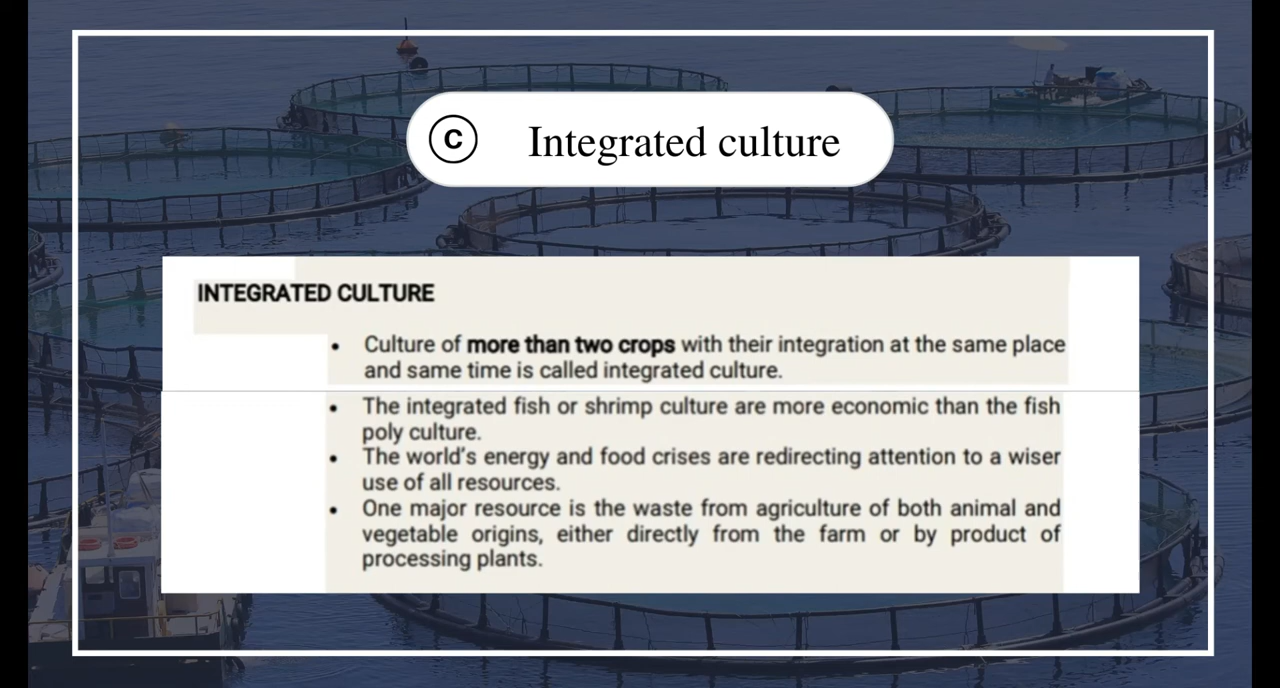 C Integrated culture
INTEGRATED CULTURE
• Culture of more than two crops with their integration at the same place
and same time is called integrated culture.
• The integrated fish or shrimp culture are more economic than the fish
poly culture.
• The world's energy and food crises are redirecting attention to a wiser
use of all resources.
• One major resource is the waste from agriculture of both animal and
vegetable origins, either directly from the farm or by product of
processing plants.